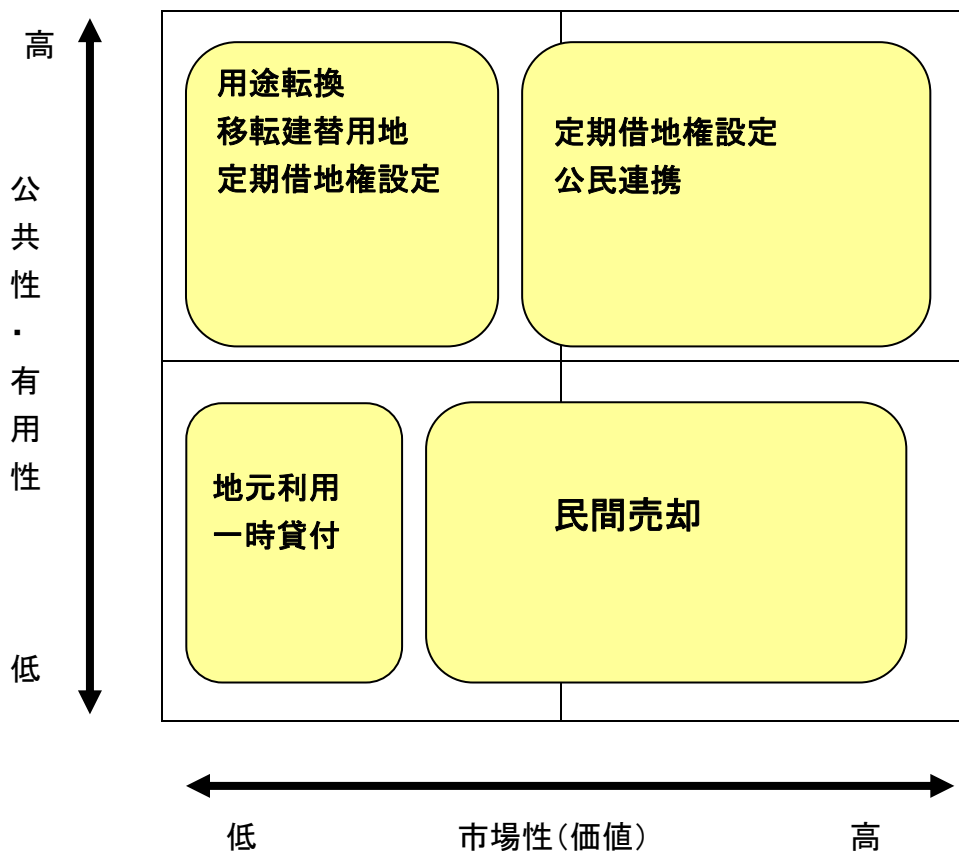 高
公共性・有用性
低
用途転換
移転建替用地
定期借地権設定
定期借地権設定
公民連携
地元利用
一時貸付
民間売却
低
市場性(価値)
高